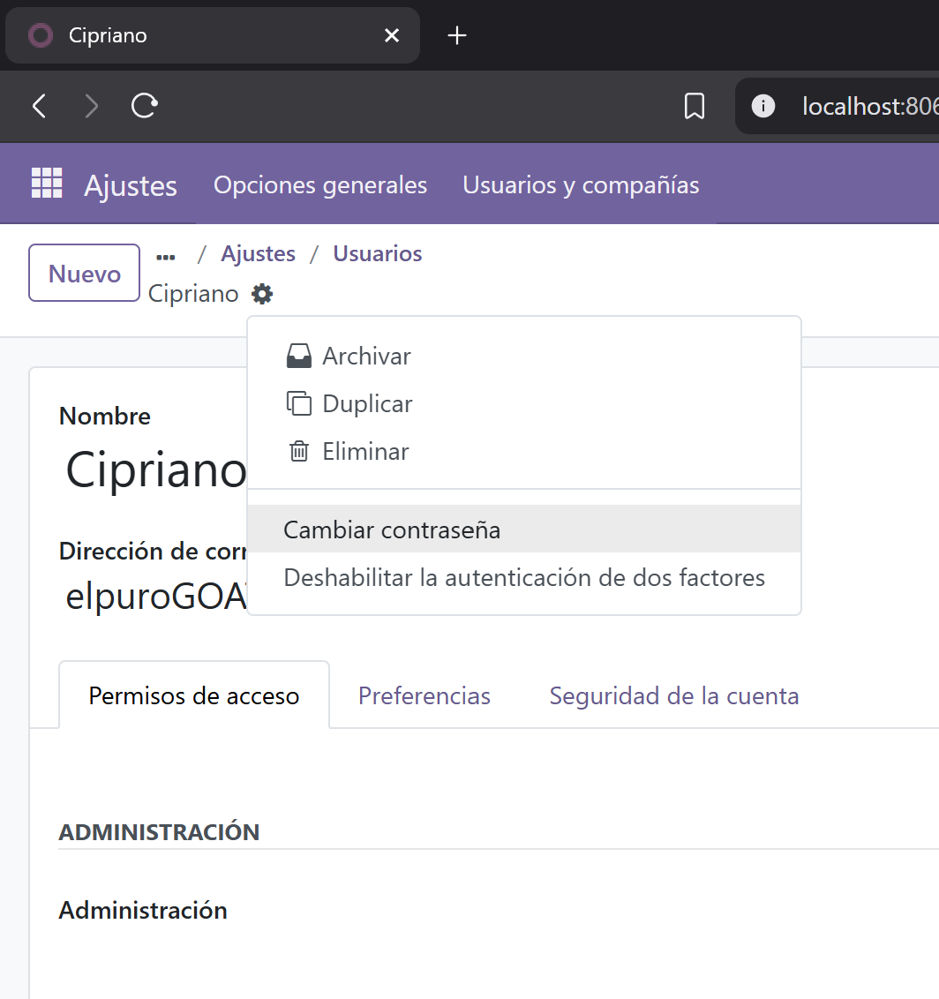 Cipriano
localhost:806
Ajustes Opciones generales Usuarios y compañías
Nuevo
... / Ajustes / Usuarios
Cipriano
Archivar
Duplicar
Eliminar
Cambiar contraseña
Deshabilitar la autenticación de dos factores
Nombre
Cipriano
Dirección de corr
elpuroGOA
Permisos de acceso Preferencias Seguridad de la cuenta
ADMINISTRACIÓN
Administración